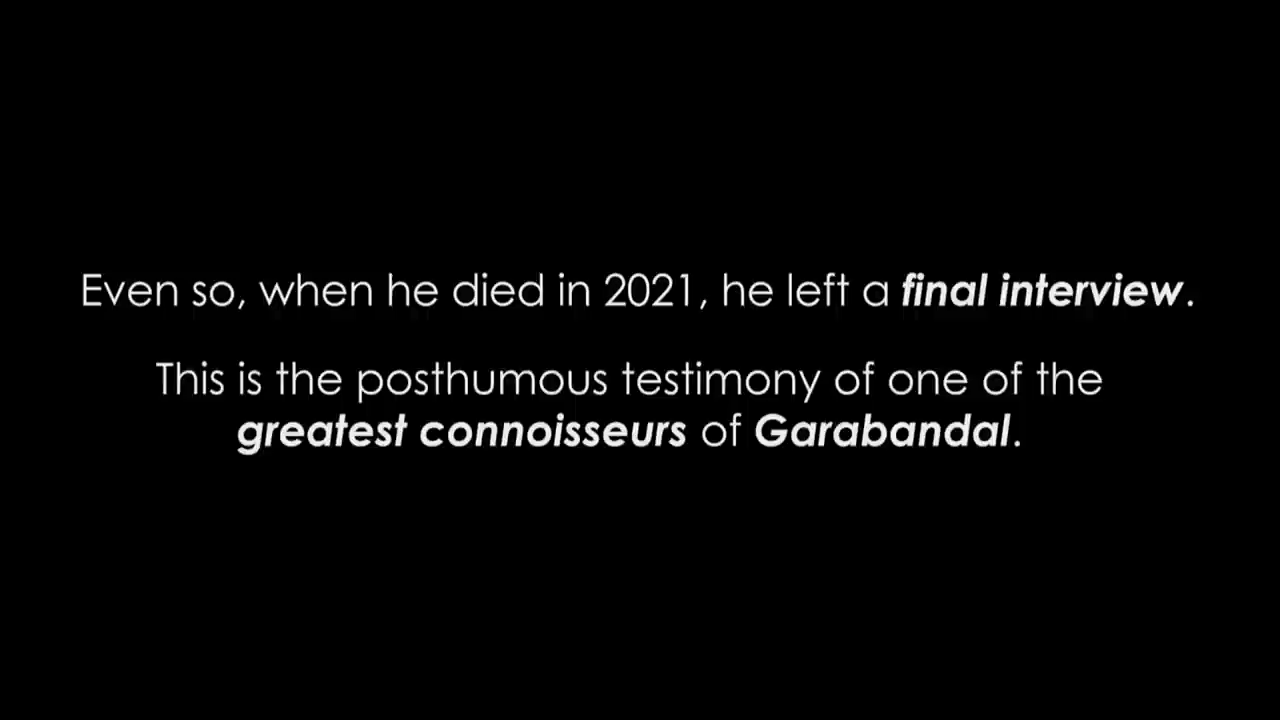 Even so, when he died in 2021, he left a final interview.
This is the posthumous testimony of one of the
greatest connoisseurs of Garabandal.